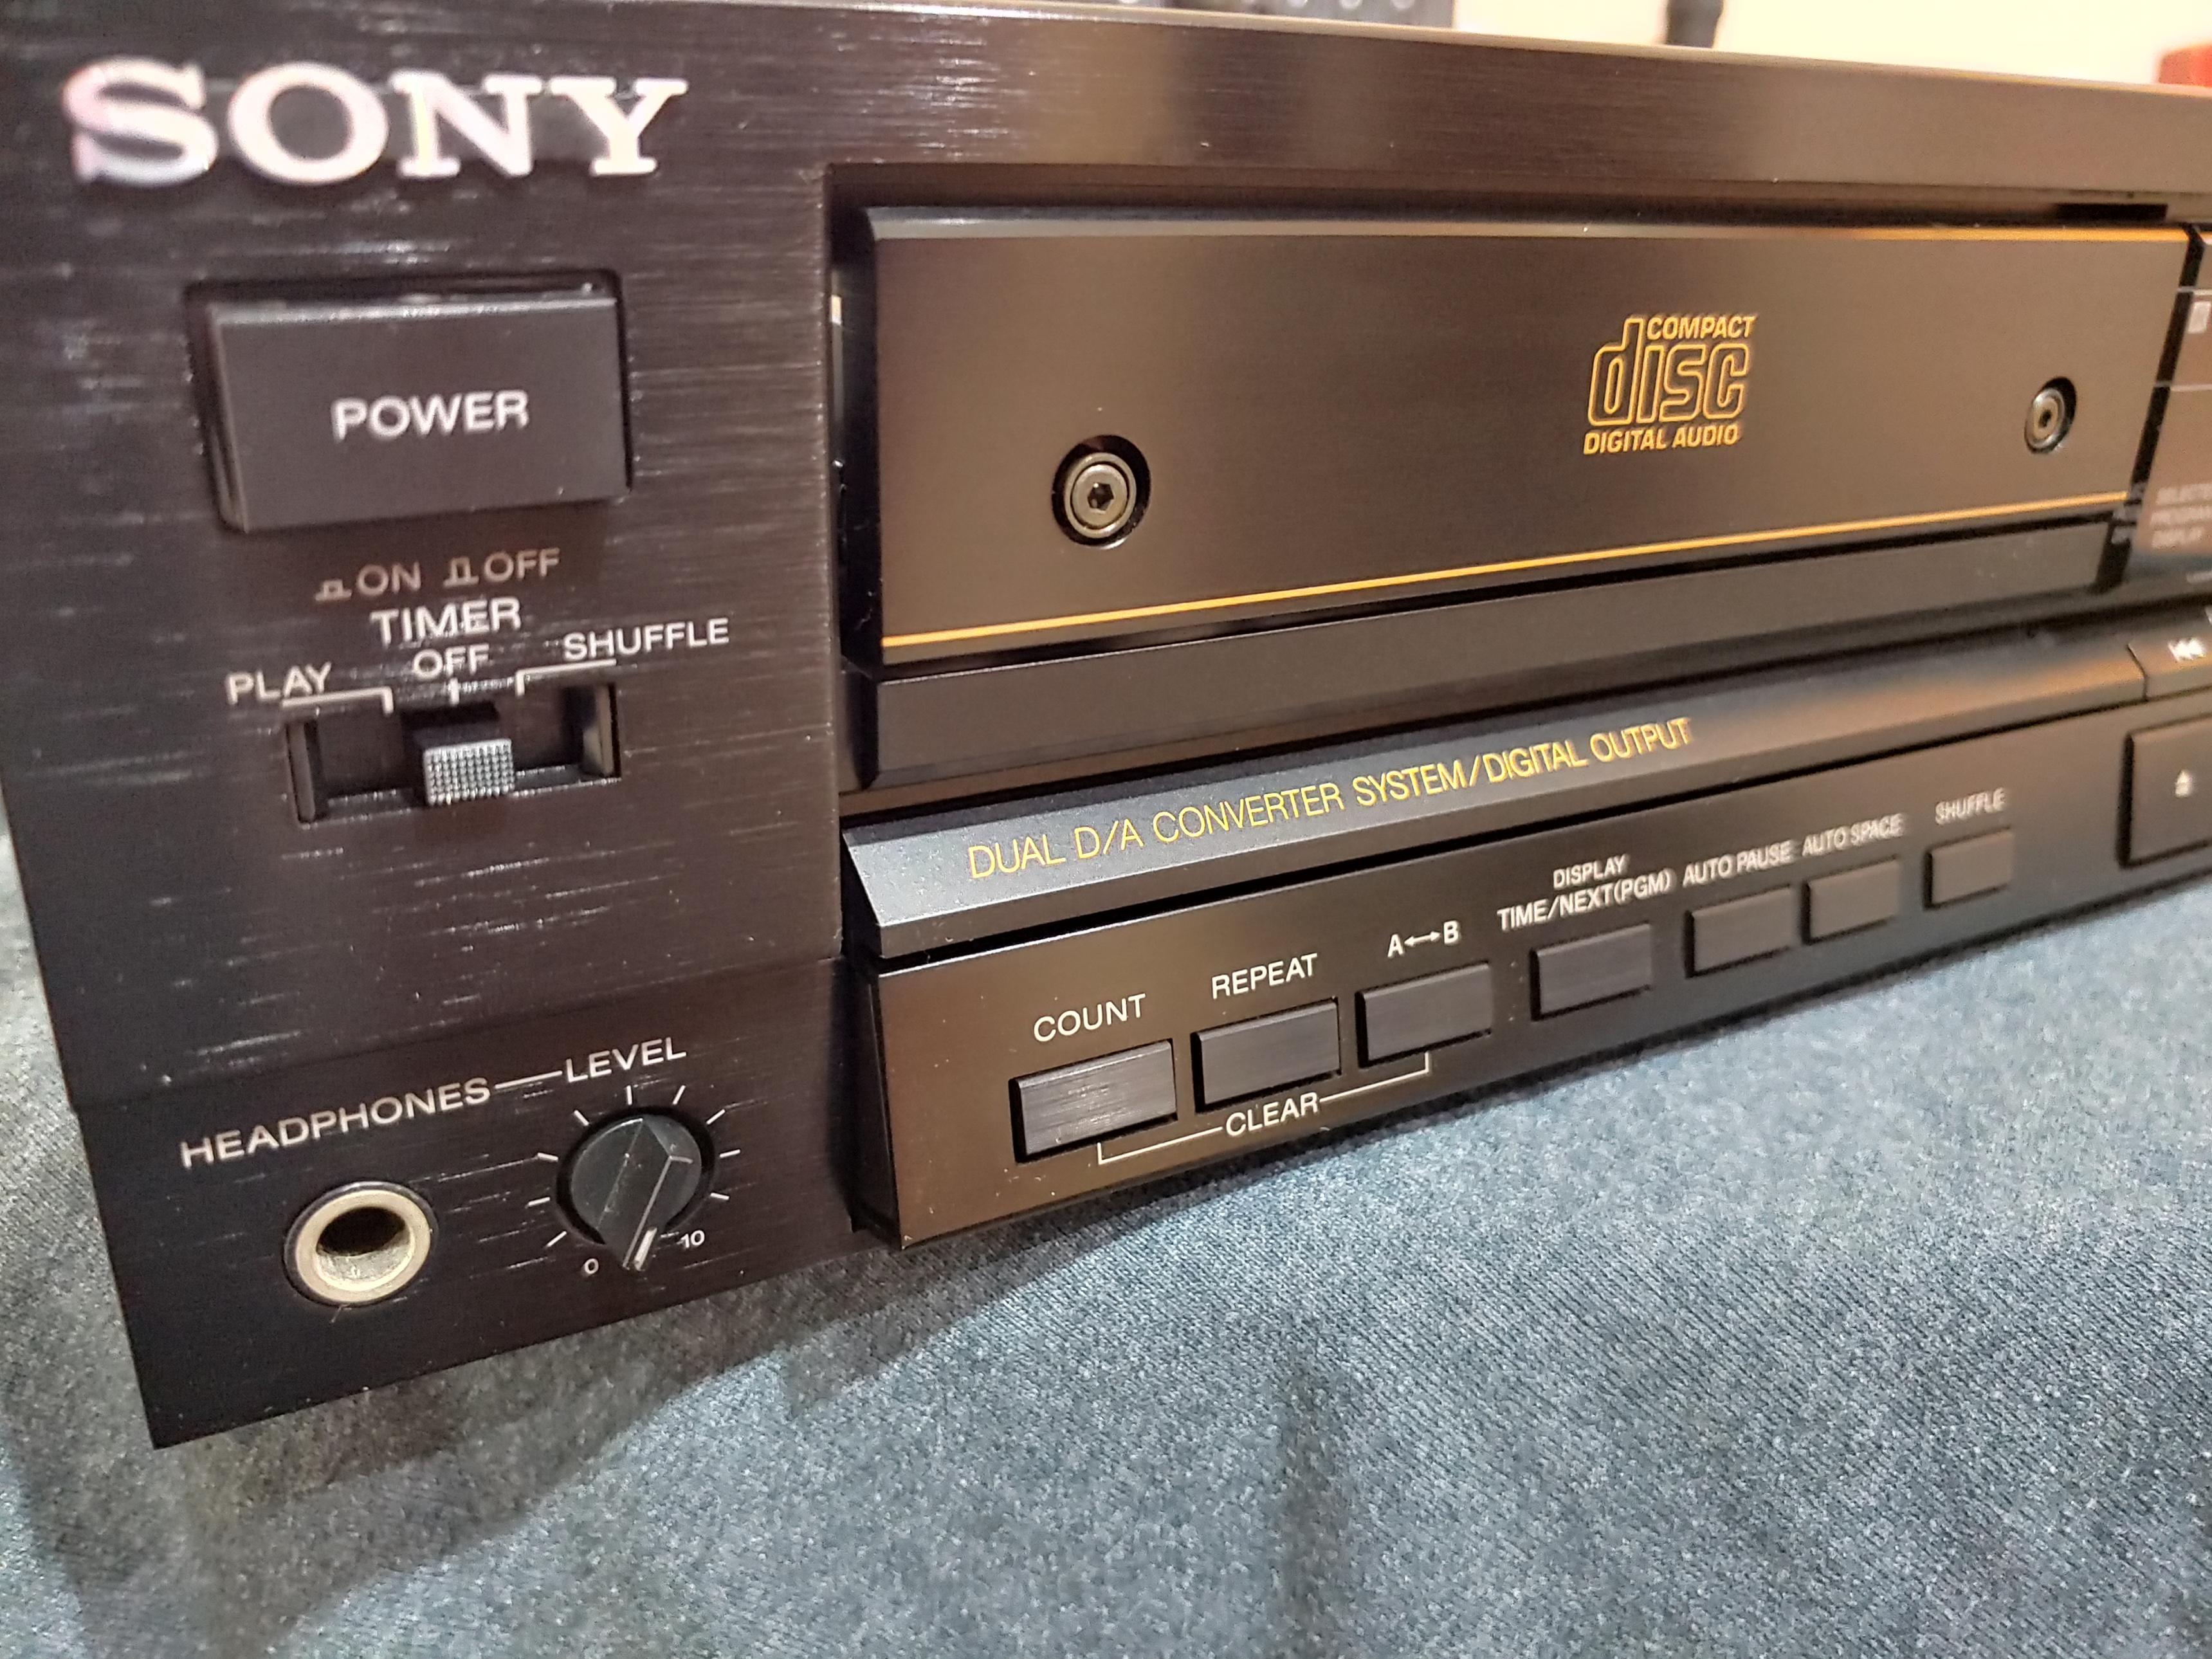 SONY
POWER
ON OFF
TIMER
PLAY OFF SHUFFLE
HEADPHONES LEVEL
0 10
COMPACT
disc
DIGITAL AUDIO
DUAL D/A CONVERTER SYSTEM/DIGITAL OUTPUT
COUNT
REPEAT
A↔B
CLEAR
DISPLAY
TIME/NEXT(PGM)
AUTO PAUSE
AUTO SPACE
SHUFFLE